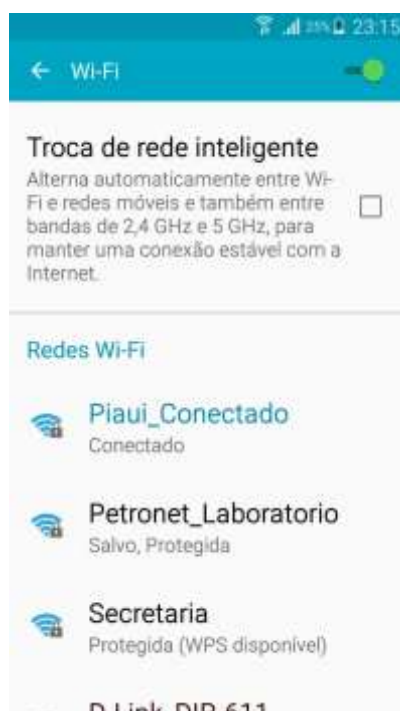 25% 23:15
Wi-Fi
Troca de rede inteligente
Alterna automaticamente entre Wi-
Fi e redes móveis e também entre
bandas de 2,4 GHz e 5 GHz, para
manter uma conexão estável com a
Internet.
Redes Wi-Fi
Piaui_Conectado
Conectado
Petronet_Laboratorio
Salvo, Protegida
Secretaria
Protegida (WPS disponível)
D-Link_DIR-611